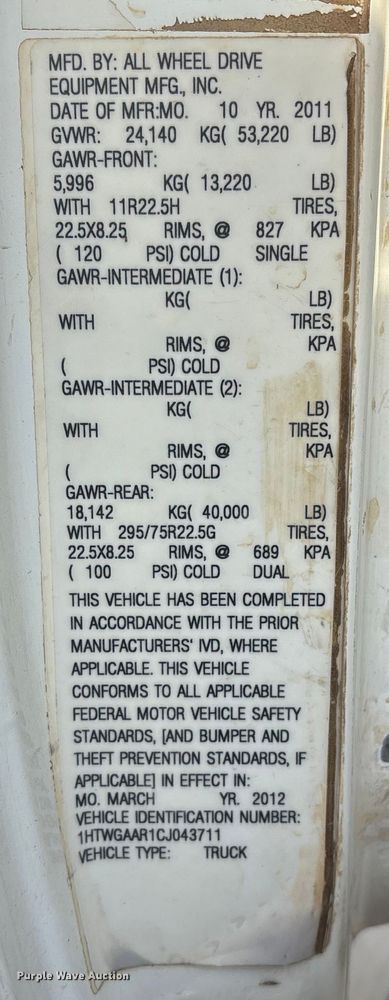 MFD. BY: ALL WHEEL DRIVE
EQUIPMENT MFG., INC.
DATE OF MFR:MO. 10 YR. 2011
GVWR: 24,140 KG( 53,220 LB)
GAWR-FRONT:
5,996 KG( 13,220 LB)
WITH 11R22.5H TIRES,
22.5X8.25 RIMS, @ 827 KPA
( 120 PSI) COLD SINGLE
GAWR-INTERMEDIATE (1):
KG( LB)
WITH TIRES,
RIMS, @ KPA
( PSI) COLD
GAWR-INTERMEDIATE (2):
KG( LB)
WITH TIRES,
RIMS, @ KPA
( PSI) COLD
GAWR-REAR:
18,142 KG( 40,000 LB)
WITH 295/75R22.5G TIRES,
22.5X8.25 RIMS, @ 689 KPA
( 100 PSI) COLD DUAL
THIS VEHICLE HAS BEEN COMPLETED
IN ACCORDANCE WITH THE PRIOR
MANUFACTURERS' IVD, WHERE
APPLICABLE. THIS VEHICLE
CONFORMS TO ALL APPLICABLE
FEDERAL MOTOR VEHICLE SAFETY
STANDARDS, [AND BUMPER AND
THEFT PREVENTION STANDARDS, IF
APPLICABLE] IN EFFECT IN:
MO. MARCH YR. 2012
VEHICLE IDENTIFICATION NUMBER:
1HTWGAAR1CJ043711
VEHICLE TYPE: TRUCK
Purple Wave Auction